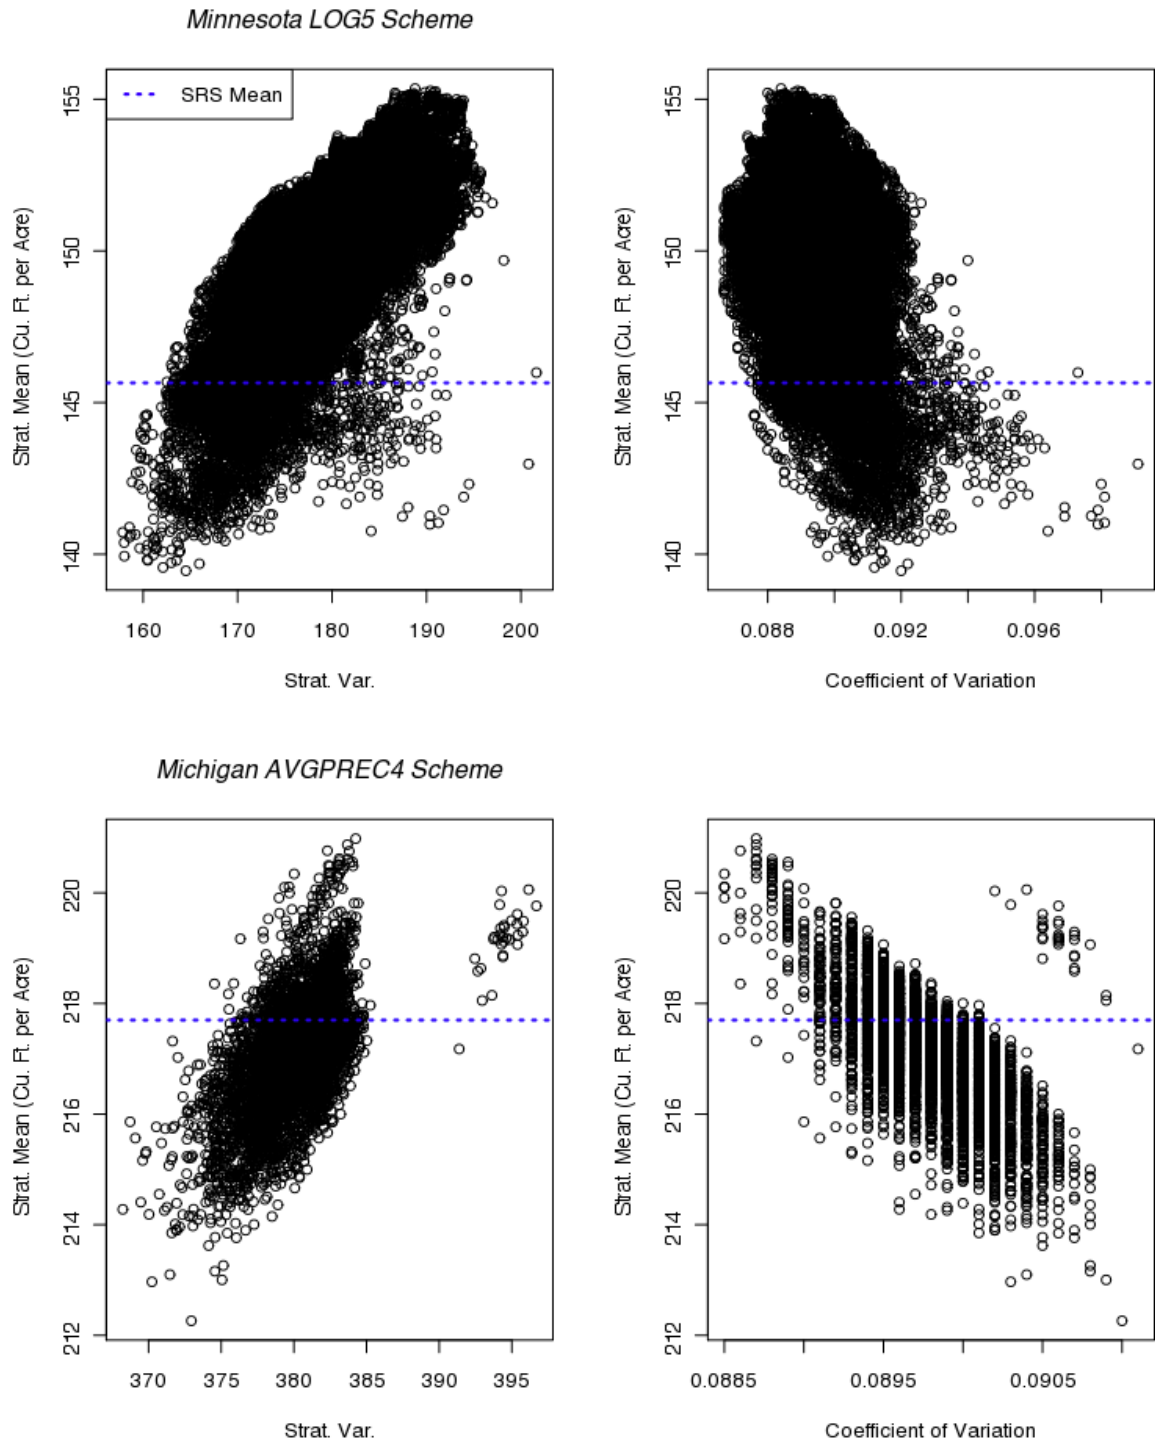 Minnesota LOG5 Scheme
SRS Mean
Strat. Mean (Cu. Ft. per Acre)
155
150
145
140
160 170 180 190 200
Strat. Var.
Strat. Mean (Cu. Ft. per Acre)
155
150
145
140
0.088 0.092 0.096
Coefficient of Variation
Michigan AVGPREC4 Scheme
Strat. Mean (Cu. Ft. per Acre)
220
218
216
214
212
370 375 380 385 390 395
Strat. Var.
Strat. Mean (Cu. Ft. per Acre)
220
218
216
214
212
0.0885 0.0895 0.0905
Coefficient of Variation